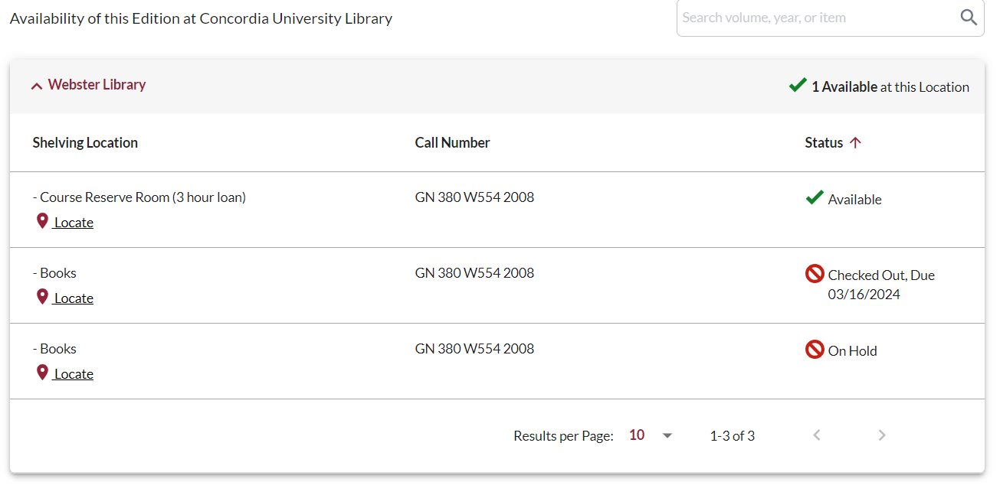 Availability of this Edition at Concordia University Library
Search volume, year, or item
Webster Library
1 Available at this Location
Shelving Location
Call Number
Status
- Course Reserve Room (3 hour loan)
GN 380 W554 2008
Available
Locate
- Books
GN 380 W554 2008
Checked Out, Due
03/16/2024
Locate
- Books
GN 380 W554 2008
On Hold
Locate
Results per Page: 10
1-3 of 3